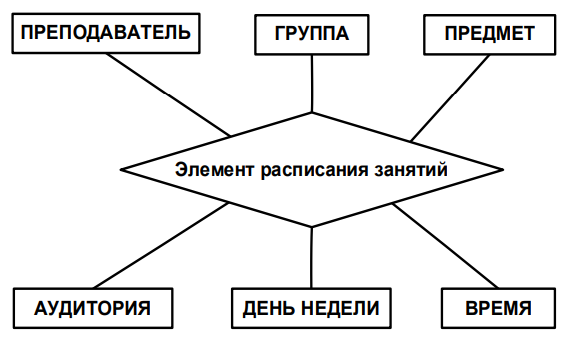 ПРЕПОДАВАТЕЛЬ
ГРУППА
ПРЕДМЕТ
Элемент расписания занятий
АУДИТОРИЯ
ДЕНЬ НЕДЕЛИ
ВРЕМЯ